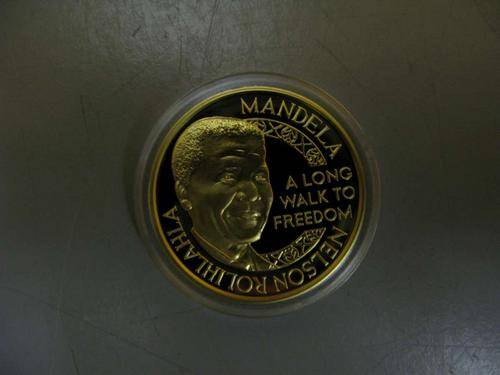 NELSON ROLIHLAHLA MANDELA
A LONG
WALK TO
FREEDOM